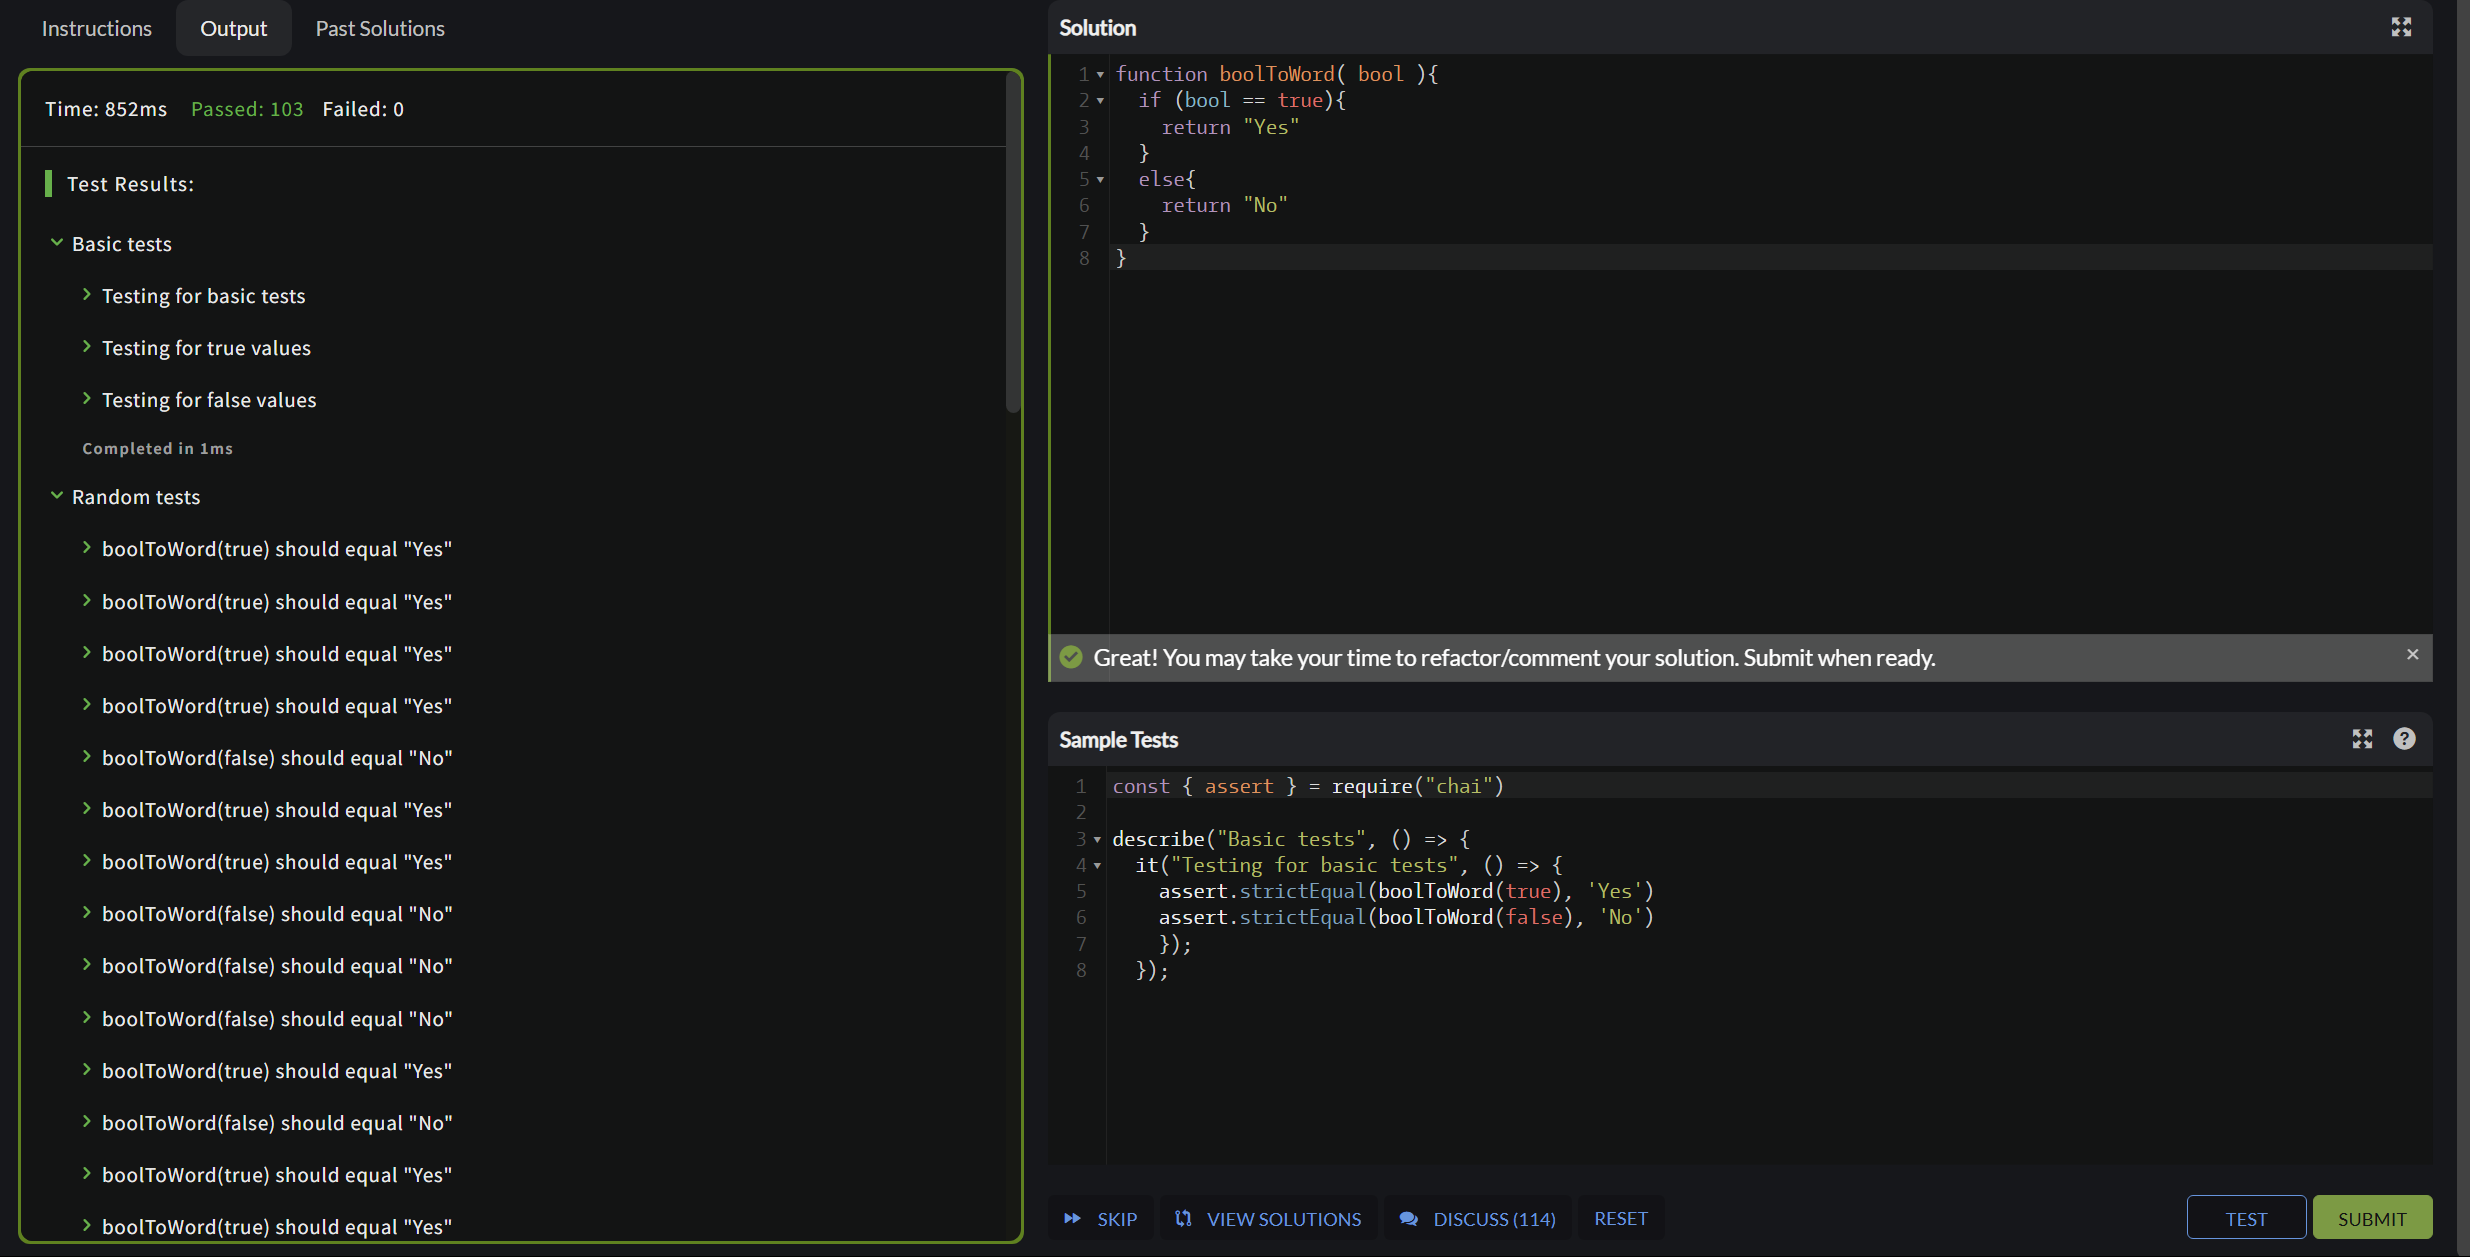 Instructions
Output
Past Solutions
Time: 852ms Passed: 103 Failed: 0
Test Results:
Basic tests
Testing for basic tests
Testing for true values
Testing for false values
Completed in 1ms
Random tests
boolToWord(true) should equal "Yes"
boolToWord(true) should equal "Yes"
boolToWord(true) should equal "Yes"
boolToWord(true) should equal "Yes"
boolToWord(false) should equal "No"
boolToWord(true) should equal "Yes"
boolToWord(true) should equal "Yes"
boolToWord(false) should equal "No"
boolToWord(false) should equal "No"
boolToWord(false) should equal "No"
boolToWord(true) should equal "Yes"
boolToWord(false) should equal "No"
boolToWord(true) should equal "Yes"
boolToWord(true) should equal "Yes"
Solution
1 function boolToWord( bool ){
2   if (bool == true){
3     return "Yes"
4   }
5   else{
6     return "No"
7   }
8 }
Great! You may take your time to refactor/comment your solution. Submit when ready.
Sample Tests
?
1 const { assert } = require("chai")
2
3 describe("Basic tests", () => {
4   it("Testing for basic tests", () => {
5     assert.strictEqual(boolToWord(true), 'Yes')
6     assert.strictEqual(boolToWord(false), 'No')
7     });
8   });
SKIP
VIEW SOLUTIONS
DISCUSS (114)
RESET
TEST
SUBMIT